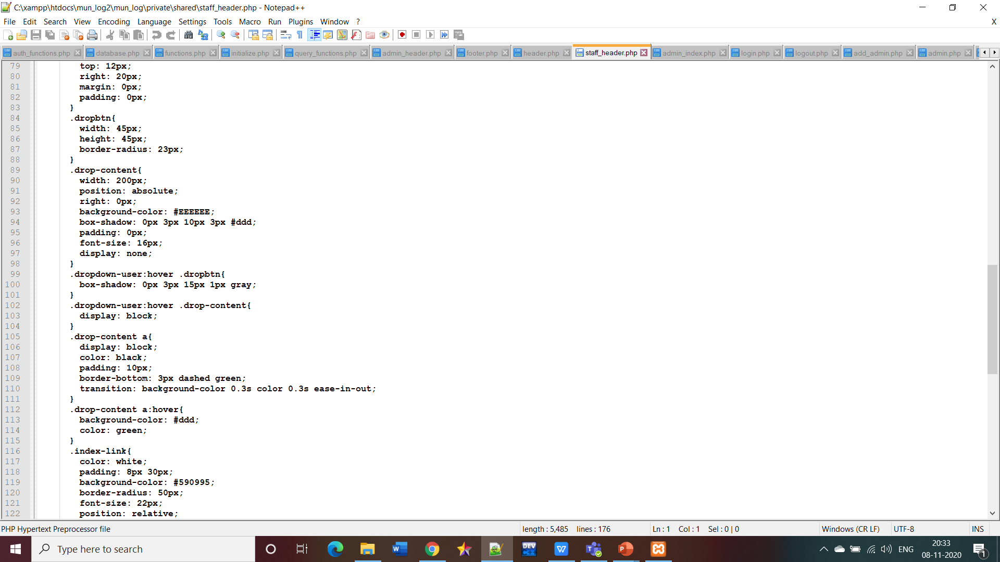 C:\xampp\htdocs\mun_log2\mun_log\private\shared\staff_header.php - Notepad++
File Edit Search View Encoding Language Settings Tools Macro Run Plugins Window ? X
auth_functions.php database.php functions.php initialize.php query_functions.php admin_header.php footer.php header.php staff_header.php admin_index.php login.php logout.php add_admin.php admin.php
79 top: 12px;
80 right: 20px;
81 margin: 0px;
82 padding: 0px;
83 }
84 .dropbtn{
85 width: 45px;
86 height: 45px;
87 border-radius: 23px;
88 }
89 .drop-content{
90 width: 200px;
91 position: absolute;
92 right: 0px;
93 background-color: #EEEEEE;
94 box-shadow: 0px 3px 10px 3px #ddd;
95 padding: 0px;
96 font-size: 16px;
97 display: none;
98 }
99 .dropdown-user:hover .dropbtn{
100 box-shadow: 0px 3px 15px 1px gray;
101 }
102 .dropdown-user:hover .drop-content{
103 display: block;
104 }
105 .drop-content a{
106 display: block;
107 color: black;
108 padding: 10px;
109 border-bottom: 3px dashed green;
110 transition: background-color 0.3s color 0.3s ease-in-out;
111 }
112 .drop-content a:hover{
113 background-color: #ddd;
114 color: green;
115 }
116 .index-link{
117 color: white;
118 padding: 8px 30px;
119 background-color: #590995;
120 border-radius: 50px;
121 font-size: 22px;
122 position: relative;
PHP Hypertext Preprocessor file length : 5,485 lines : 176 Ln : 1 Col : 1 Sel : 0 | 0 Windows (CR LF) UTF-8 INS
Type here to search
DEV C++
ENG
20:33
08-11-2020
1